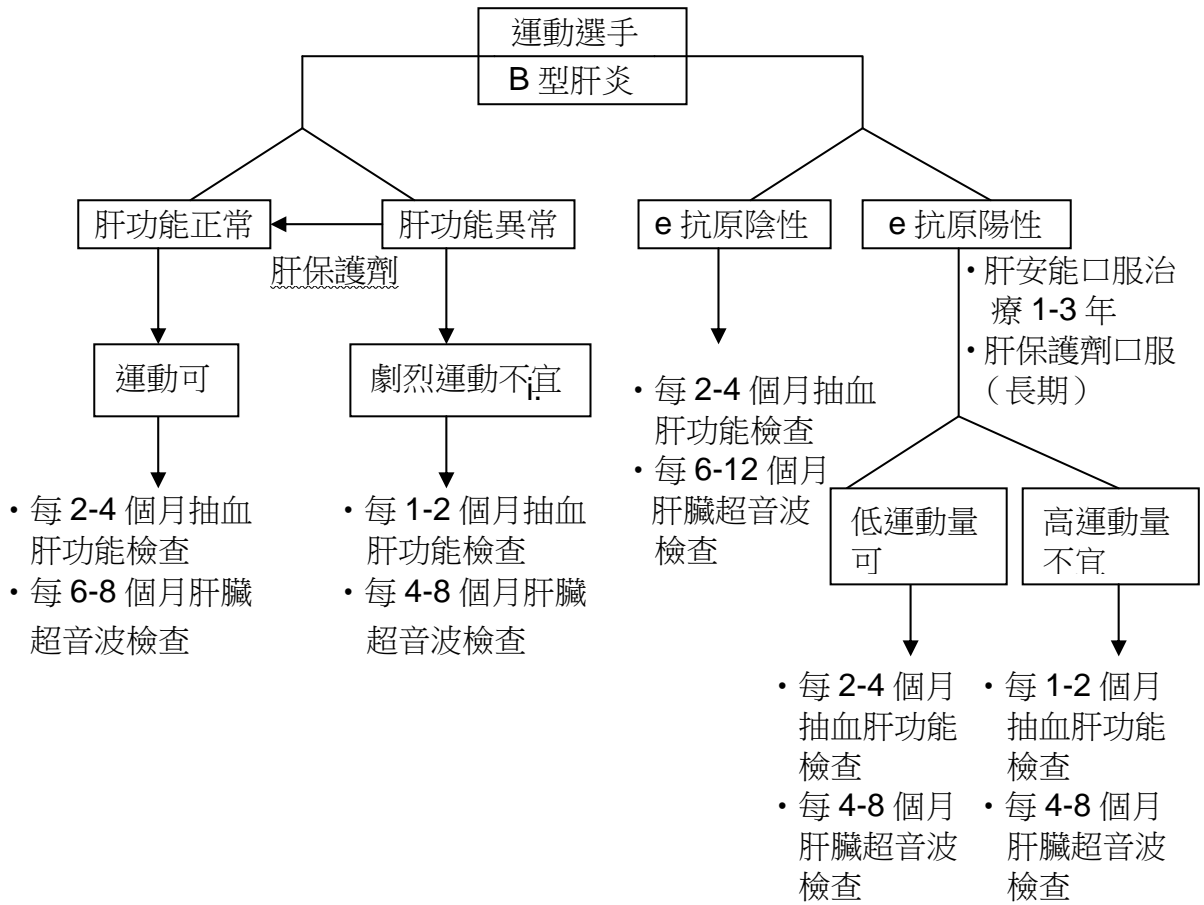 運動選手
B 型肝炎
肝功能正常
肝功能異常
肝保護劑
運動可
劇烈運動不宜
i.
・每 2-4 個月抽血
肝功能檢查
・每 6-8 個月肝臟
超音波檢查
・每 1-2 個月抽血
肝功能檢查
・每 4-8 個月肝臟
超音波檢查
e 抗原陰性
e 抗原陽性
・肝安能口服治
療 1-3 年
・肝保護劑口服
（長期）
・每 2-4 個月抽血
肝功能檢查
・每 6-12 個月
肝臟超音波
檢查
低運動量
可
高運動量
不宜
・每 2-4 個月
抽血肝功能
檢查
・每 4-8 個月
肝臟超音波
檢查
・每 1-2 個月
抽血肝功能
檢查
・每 4-8 個月
肝臟超音波
檢查